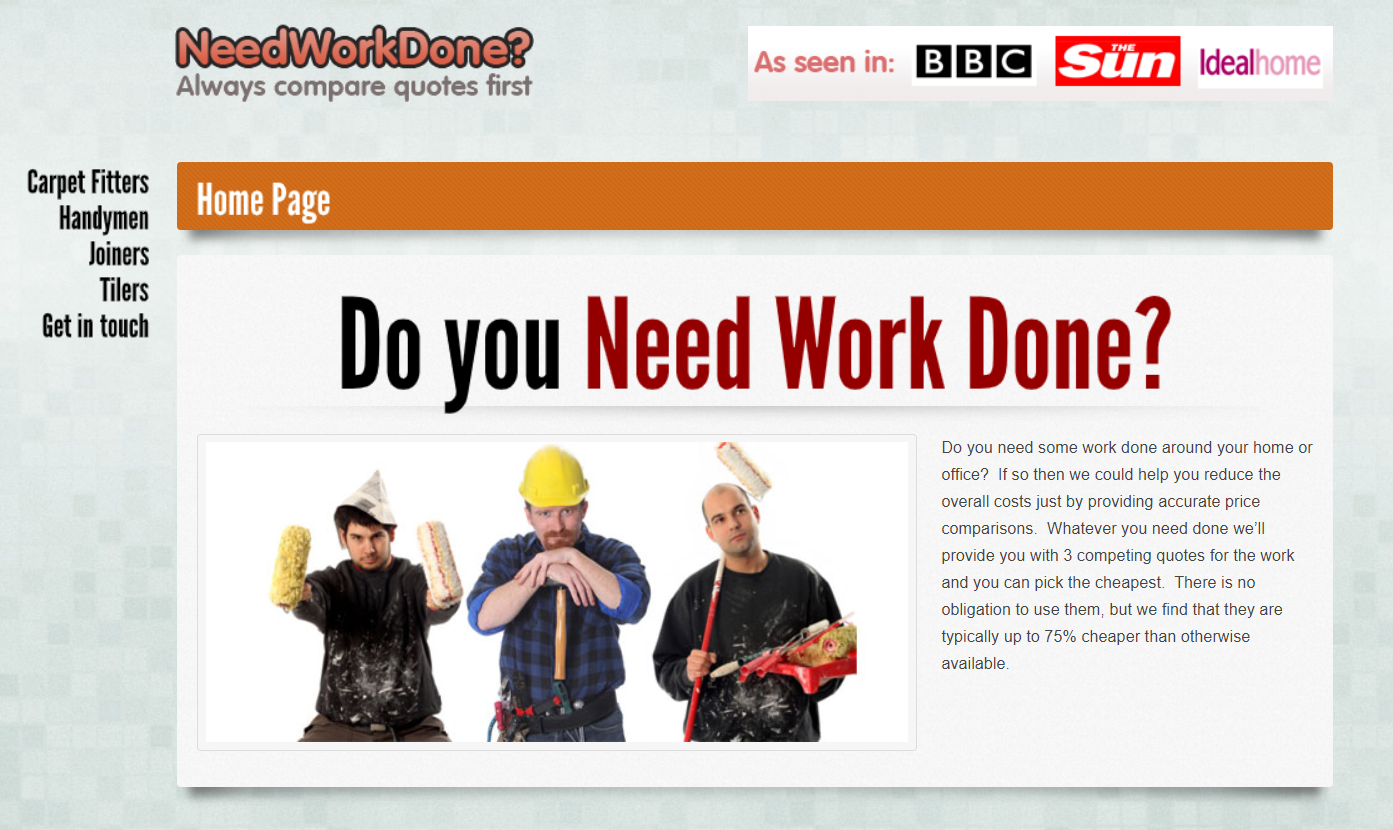 NeedWorkDone?
Always compare quotes first
As seen in: BBC THE Sun Idealhome
Carpet Fitters
Handymen
Joiners
Tilers
Get in touch
Home Page
Do you Need Work Done?
Do you need some work done around your home or
office?  If so then we could help you reduce the
overall costs just by providing accurate price
comparisons.  Whatever you need done we’ll
provide you with 3 competing quotes for the work
and you can pick the cheapest.  There is no
obligation to use them, but we find that they are
typically up to 75% cheaper than otherwise
available.